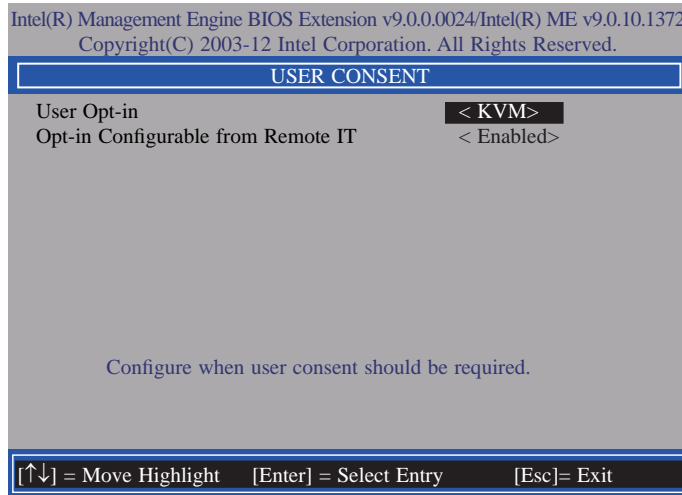 Intel(R) Management Engine BIOS Extension v9.0.0.0024/Intel(R) ME v9.0.10.1372
Copyright(C) 2003-12 Intel Corporation. All Rights Reserved.
USER CONSENT
User Opt-in < KVM>
Opt-in Configurable from Remote IT < Enabled>
Configure when user consent should be required.
[↑↓] = Move Highlight [Enter] = Select Entry [Esc]= Exit